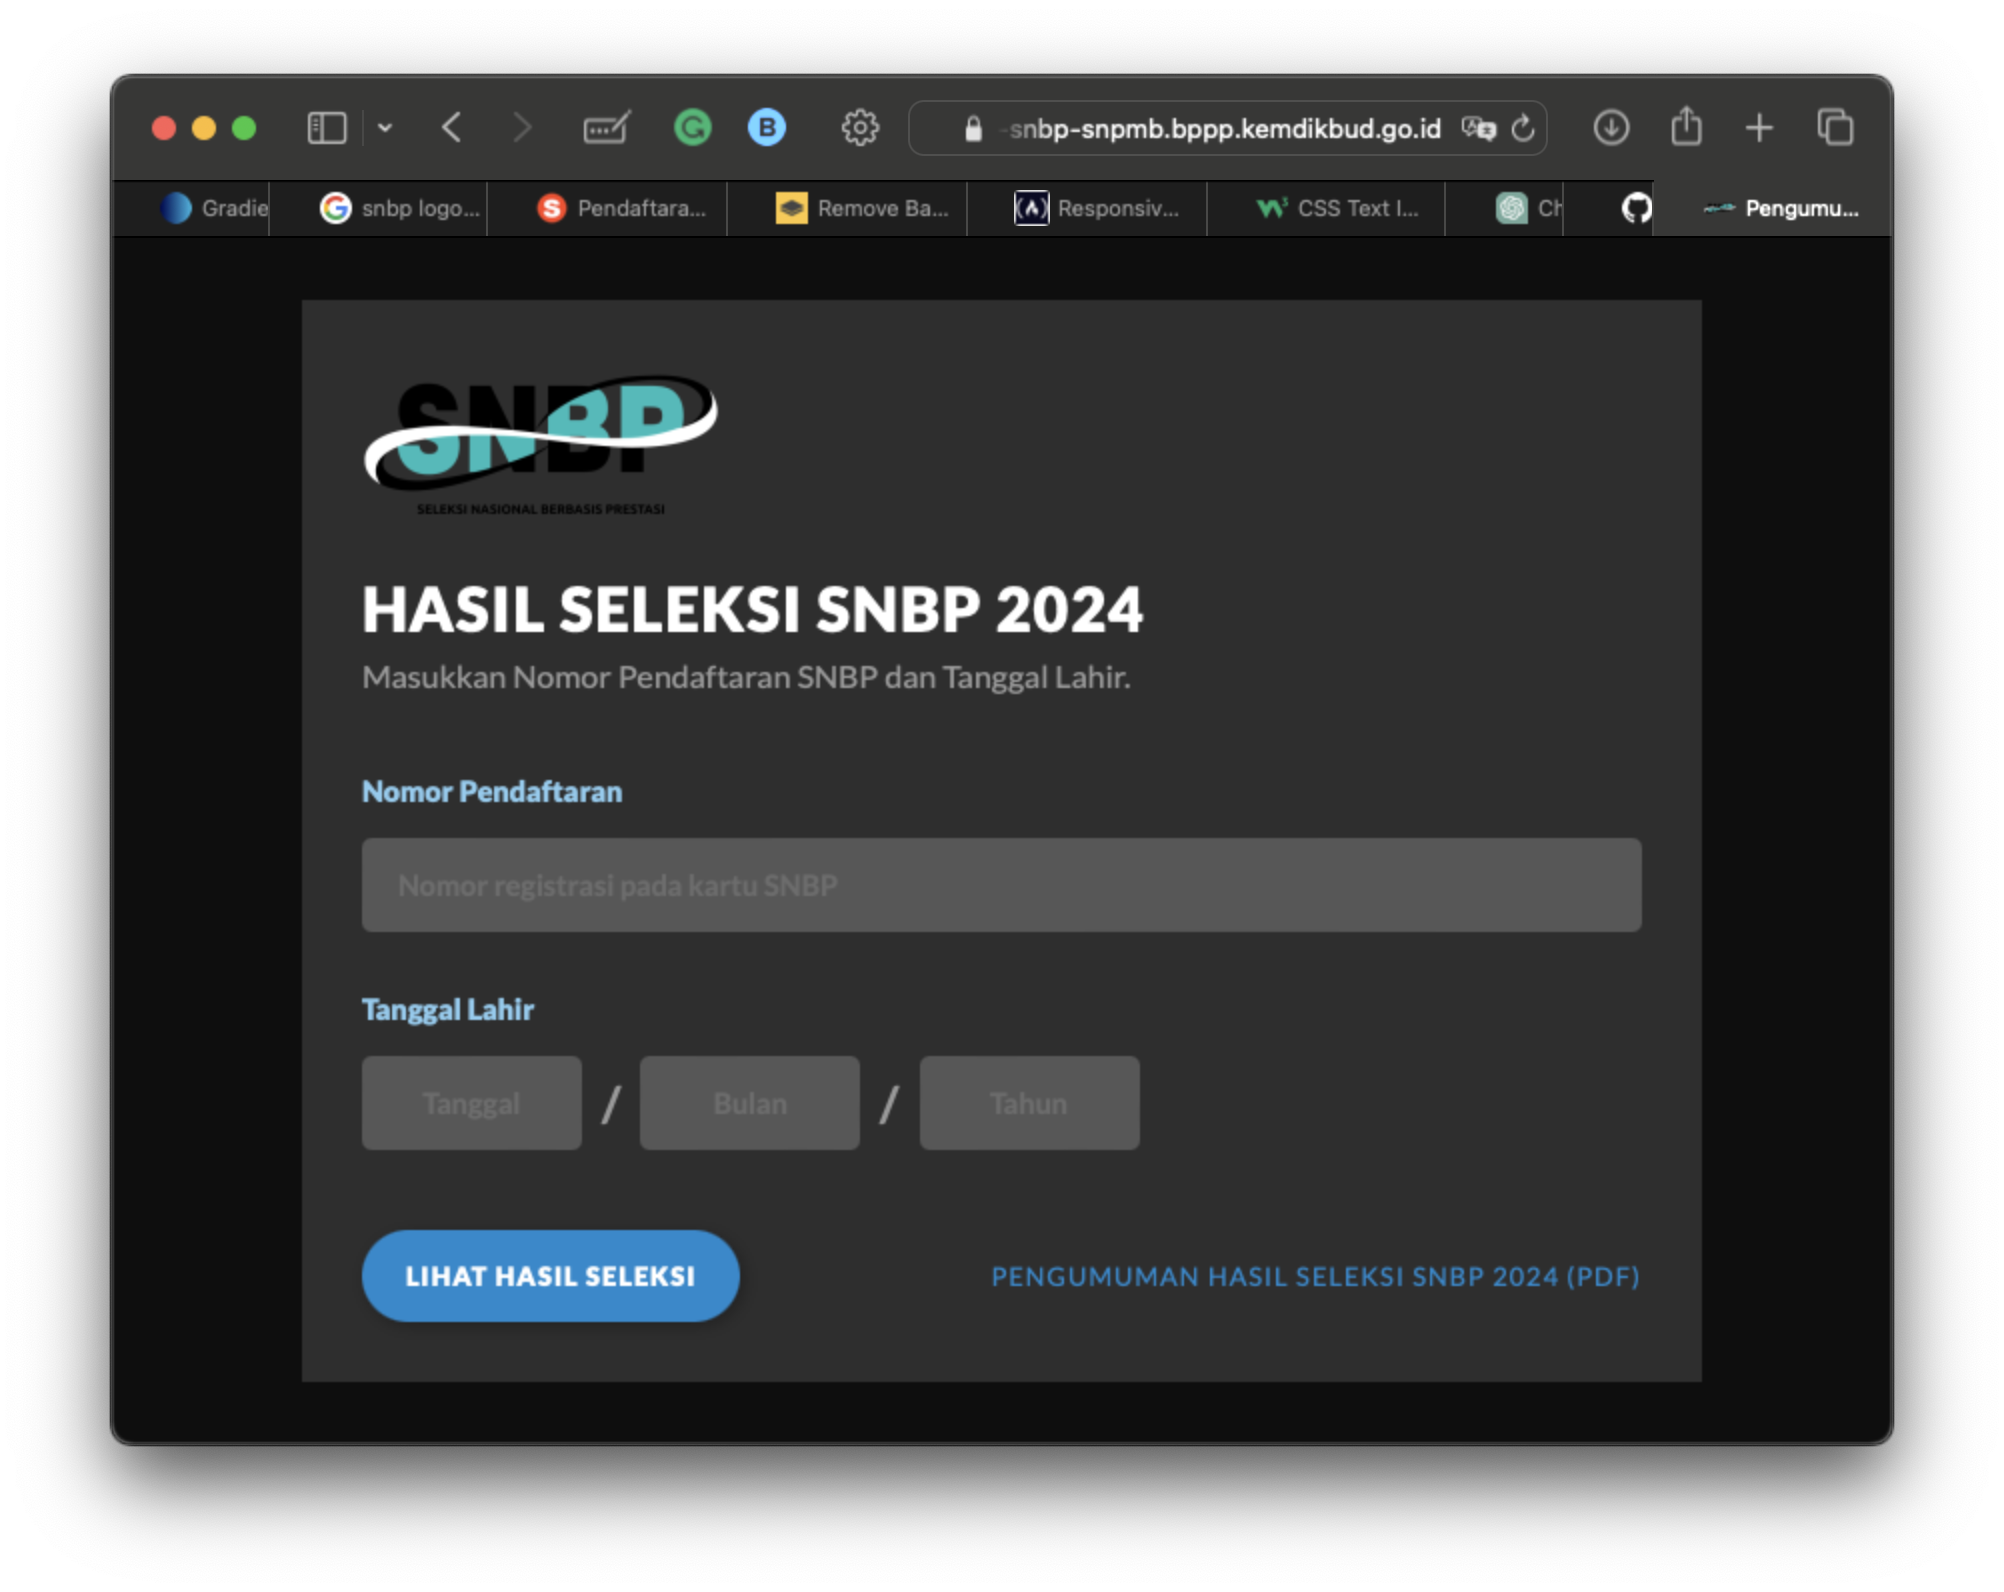 B
-snbp-snpmb.bppp.kemdikbud.go.id
Gradie
snbp logo...
Pendaftara...
Remove Ba...
Responsiv...
CSS Text I...
Ch
Pengumu...
SNBP
SELEKSI NASIONAL BERBASIS PRESTASI
HASIL SELEKSI SNBP 2024
Masukkan Nomor Pendaftaran SNBP dan Tanggal Lahir.
Nomor Pendaftaran
Nomor registrasi pada kartu SNBP
Tanggal Lahir
Tanggal / Bulan / Tahun
LIHAT HASIL SELEKSI
PENGUMUMAN HASIL SELEKSI SNBP 2024 (PDF)